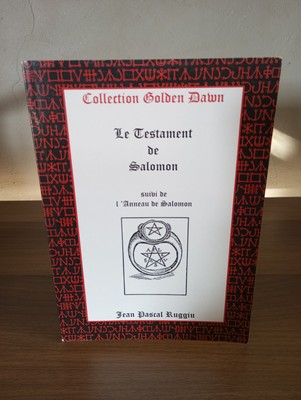 Collection Golden Dawn
Le Testament
de
Salomon
suivi de
l'Anneau de Salomon
Jean Pascal Ruggiu